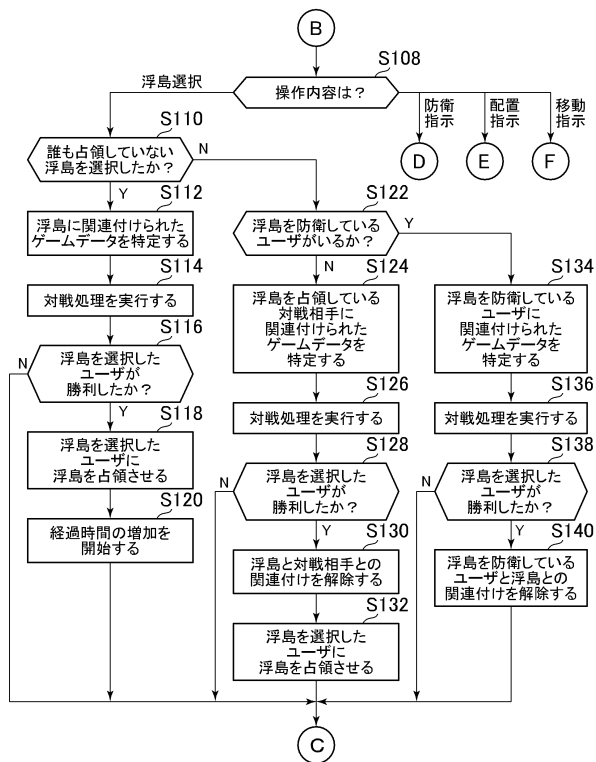 B
S108
操作内容は？
浮島選択
防衛
指示
配置
指示
移動
指示
D
E
F
S110
誰も占領していない
浮島を選択したか？
N
Y
S112
浮島に関連付けられた
ゲームデータを特定する
S114
対戦処理を実行する
S116
浮島を選択した
ユーザが
勝利したか？
N
Y
S118
浮島を選択した
ユーザに
浮島を占領させる
S120
経過時間の増加を
開始する
S122
浮島を防衛している
ユーザがいるか？
Y
N
S124
浮島を占領している
対戦相手に
関連付けられた
ゲームデータを
特定する
S126
対戦処理を実行する
S128
浮島を選択した
ユーザが
勝利したか？
N
Y
S130
浮島と対戦相手との
関連付けを解除する
S132
浮島を選択した
ユーザに
浮島を占領させる
S134
浮島を防衛している
ユーザに
関連付けられた
ゲームデータを
特定する
S136
対戦処理を実行する
S138
浮島を選択した
ユーザが
勝利したか？
N
Y
S140
浮島を防衛している
ユーザと浮島との
関連付けを解除する
C